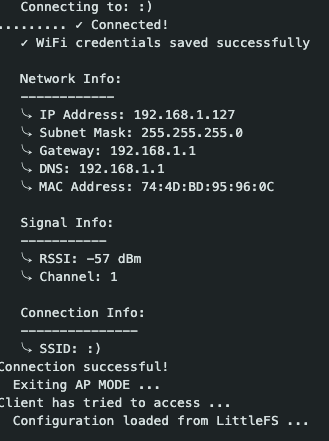 Connecting to: :)
......... ✓ Connected!
✓ WiFi credentials saved successfully
Network Info:
------------
⤷ IP Address: 192.168.1.127
⤷ Subnet Mask: 255.255.255.0
⤷ Gateway: 192.168.1.1
⤷ DNS: 192.168.1.1
⤷ MAC Address: 74:4D:BD:95:96:0C
Signal Info:
-----------
⤷ RSSI: -57 dBm
⤷ Channel: 1
Connection Info:
---------------
⤷ SSID: :)
Connection successful!
Exiting AP MODE ...
Client has tried to access ...
Configuration loaded from LittleFS ...